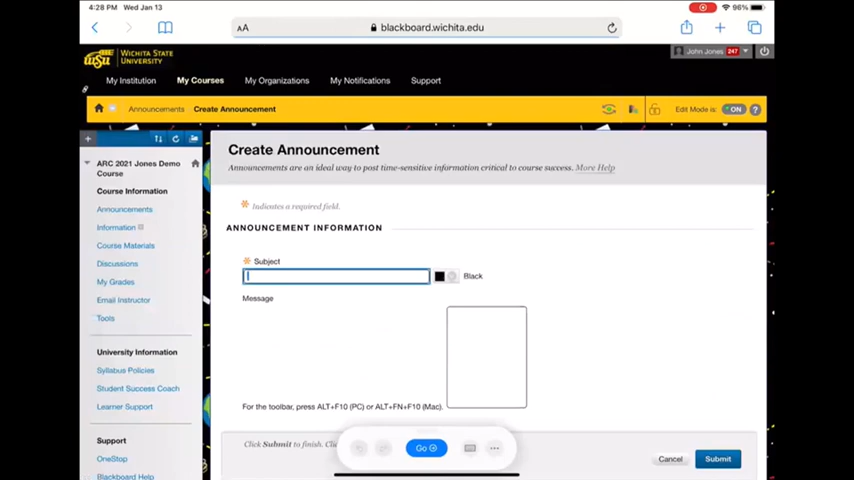 4:28 PM Wed Jan 13
96%
AA
blackboard.wichita.edu
WSU
WICHITA STATE
UNIVERSITY
John Jones 247
My Institution
My Courses
My Organizations
My Notifications
Support
Announcements
Create Announcement
Edit Mode is:
ON
?
ARC 2021 Jones Demo
Course
Course Information
Announcements
Information
Course Materials
Discussions
My Grades
Email Instructor
Tools
University Information
Syllabus Policies
Student Success Coach
Learner Support
Support
OneStop
Blackboard Help
Create Announcement
Announcements are an ideal way to post time-sensitive information critical to course success. More Help
Indicates a required field.
ANNOUNCEMENT INFORMATION
Subject
Black
Message
For the toolbar, press ALT+F10 (PC) or ALT+FN+F10 (Mac).
Click Submit to finish. Clic
Go
Cancel
Submit